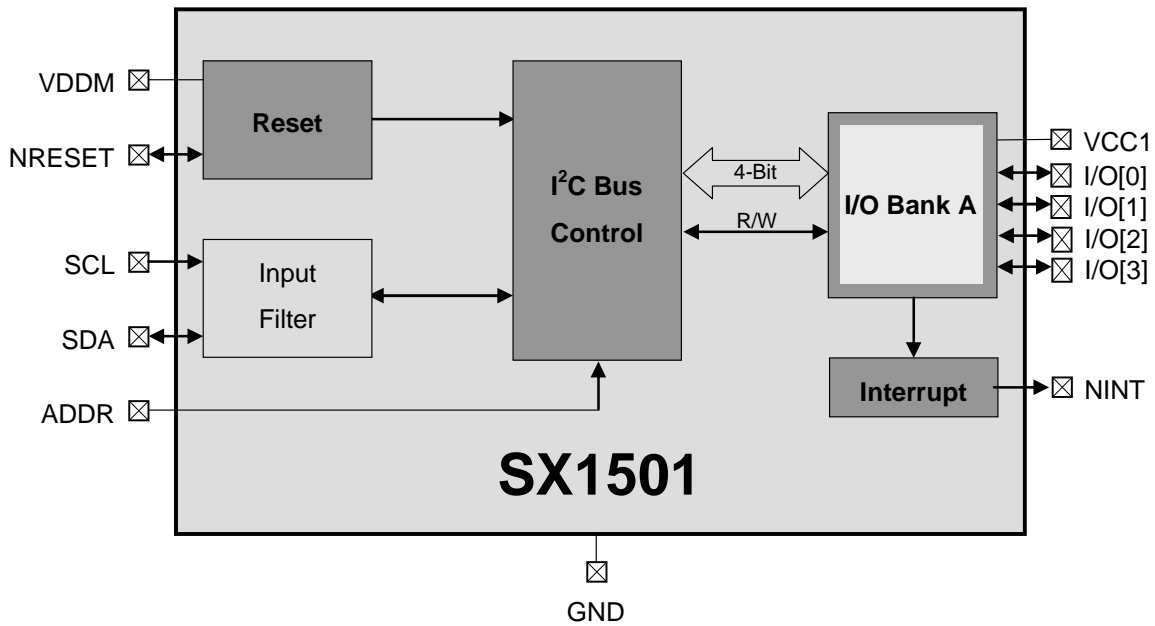 VDDM
NRESET
SCL
SDA
ADDR
Reset
Input
Filter
I²C Bus
Control
4-Bit
R/W
I/O Bank A
Interrupt
VCC1
I/O[0]
I/O[1]
I/O[2]
I/O[3]
NINT
SX1501
GND